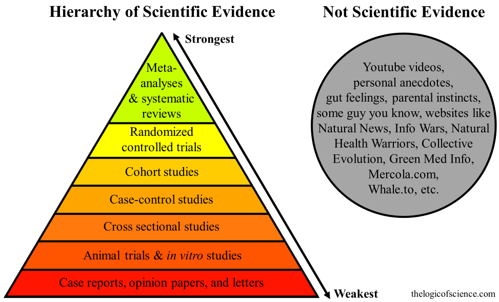 Hierarchy of Scientific Evidence
Strongest
Meta-
analyses
& systematic
reviews
Randomized
controlled trials
Cohort studies
Case-control studies
Cross sectional studies
Animal trials & in vitro studies
Case reports, opinion papers, and letters
Weakest
Not Scientific Evidence
Youtube videos,
personal anecdotes,
gut feelings, parental instincts,
some guy you know, websites like
Natural News, Info Wars, Natural
Health Warriors, Collective
Evolution, Green Med Info,
Mercola.com,
Whale.to, etc.
thelogicofscience.com